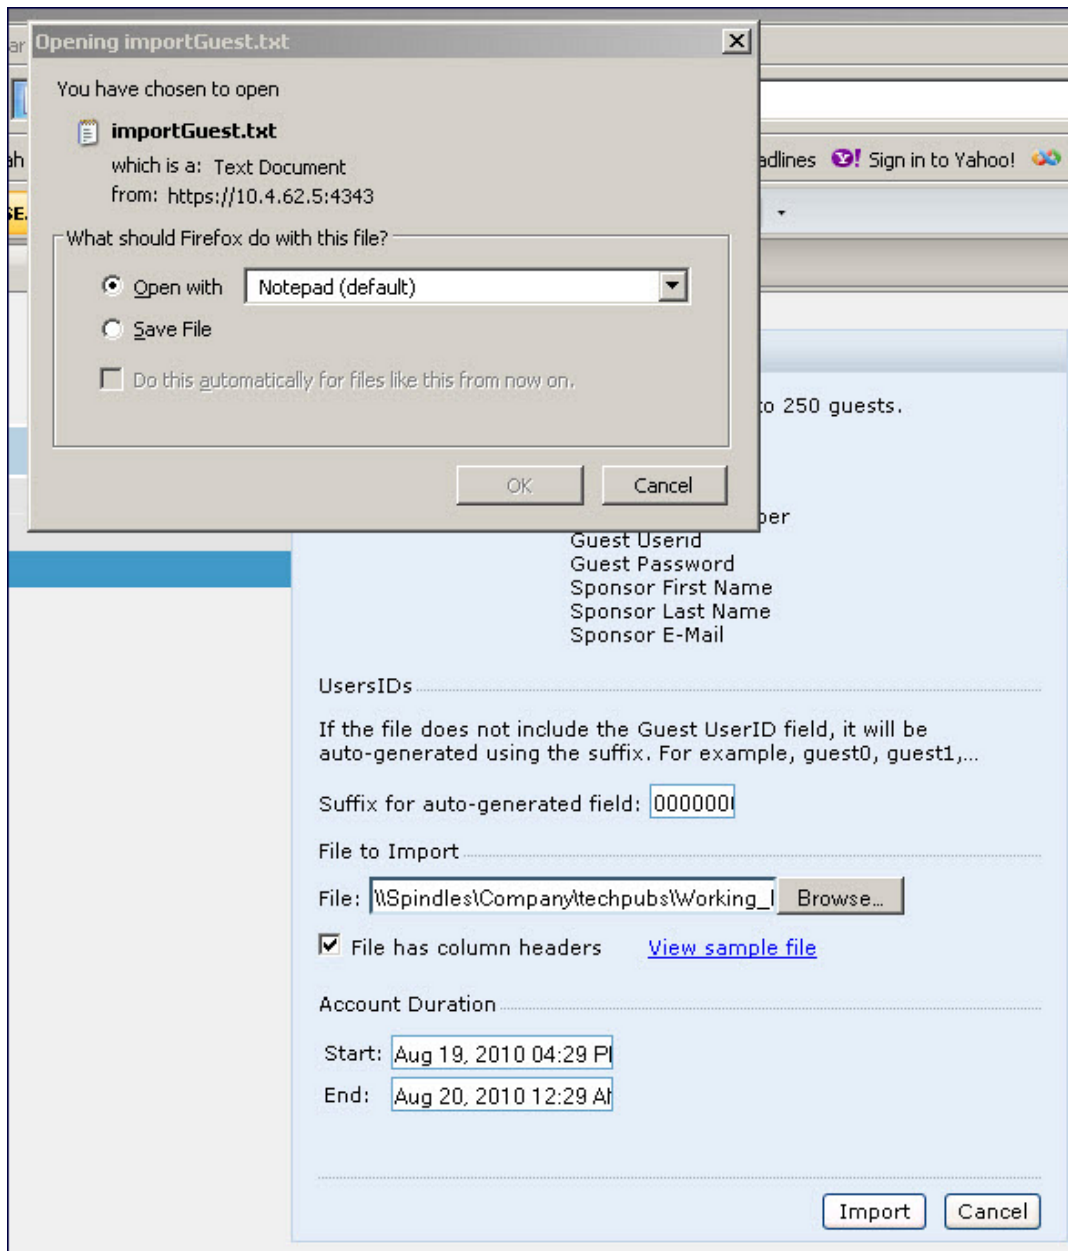 Opening importGuest.txt
You have chosen to open
importGuest.txt
which is a: Text Document
from: https://10.4.62.5:4343
adlines Y! Sign in to Yahoo!
SE.
What should Firefox do with this file?
Open with Notepad (default)
Save File
Do this automatically for files like this from now on.
to 250 guests.
OK Cancel
ber
Guest Userid
Guest Password
Sponsor First Name
Sponsor Last Name
Sponsor E-Mail
UsersIDs
If the file does not include the Guest UserID field, it will be
auto-generated using the suffix. For example, guest0, guest1,...
Suffix for auto-generated field: 000000
File to Import
File: \\Spindles\Company\techpubs\Working_ Browse...
File has column headers View sample file
Account Duration
Start: Aug 19, 2010 04:29 P
End: Aug 20, 2010 12:29 A
Import Cancel